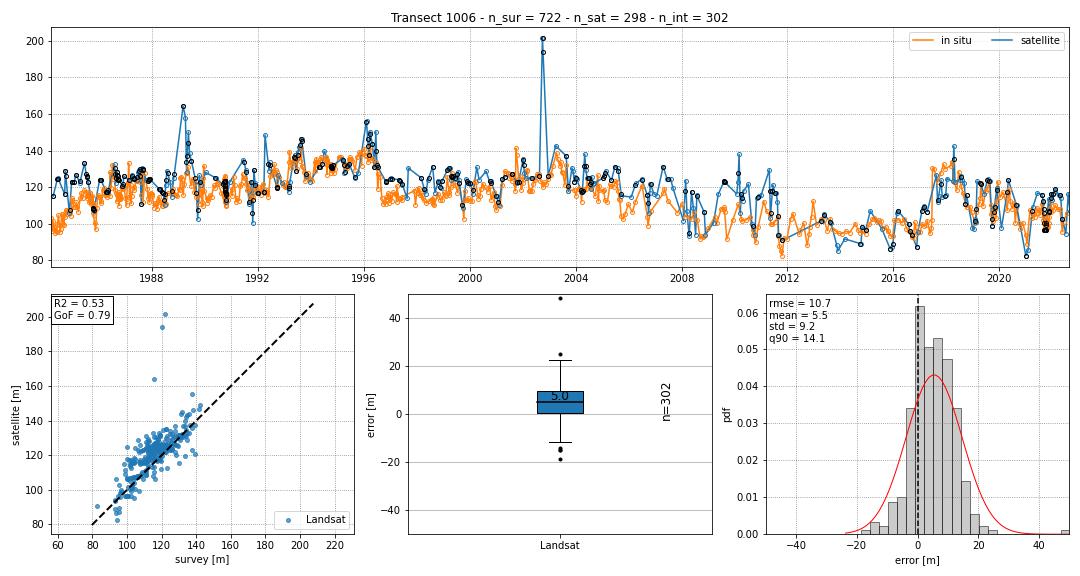 Transect 1006 - n_sur = 722 - n_sat = 298 - n_int = 302
in situ
satellite
200
180
160
140
120
100
80
1988
1992
1996
2000
2004
2008
2012
2016
2020
R2 = 0.53
GoF = 0.79
satellite [m]
200
180
160
140
120
100
80
Landsat
60
80
100
120
140
160
180
200
220
survey [m]
error [m]
40
20
0
−20
−40
5.0
n=302
Landsat
rmse = 10.7
mean = 5.5
std = 9.2
q90 = 14.1
pdf
0.06
0.05
0.04
0.03
0.02
0.01
0.00
−40
−20
0
20
40
error [m]